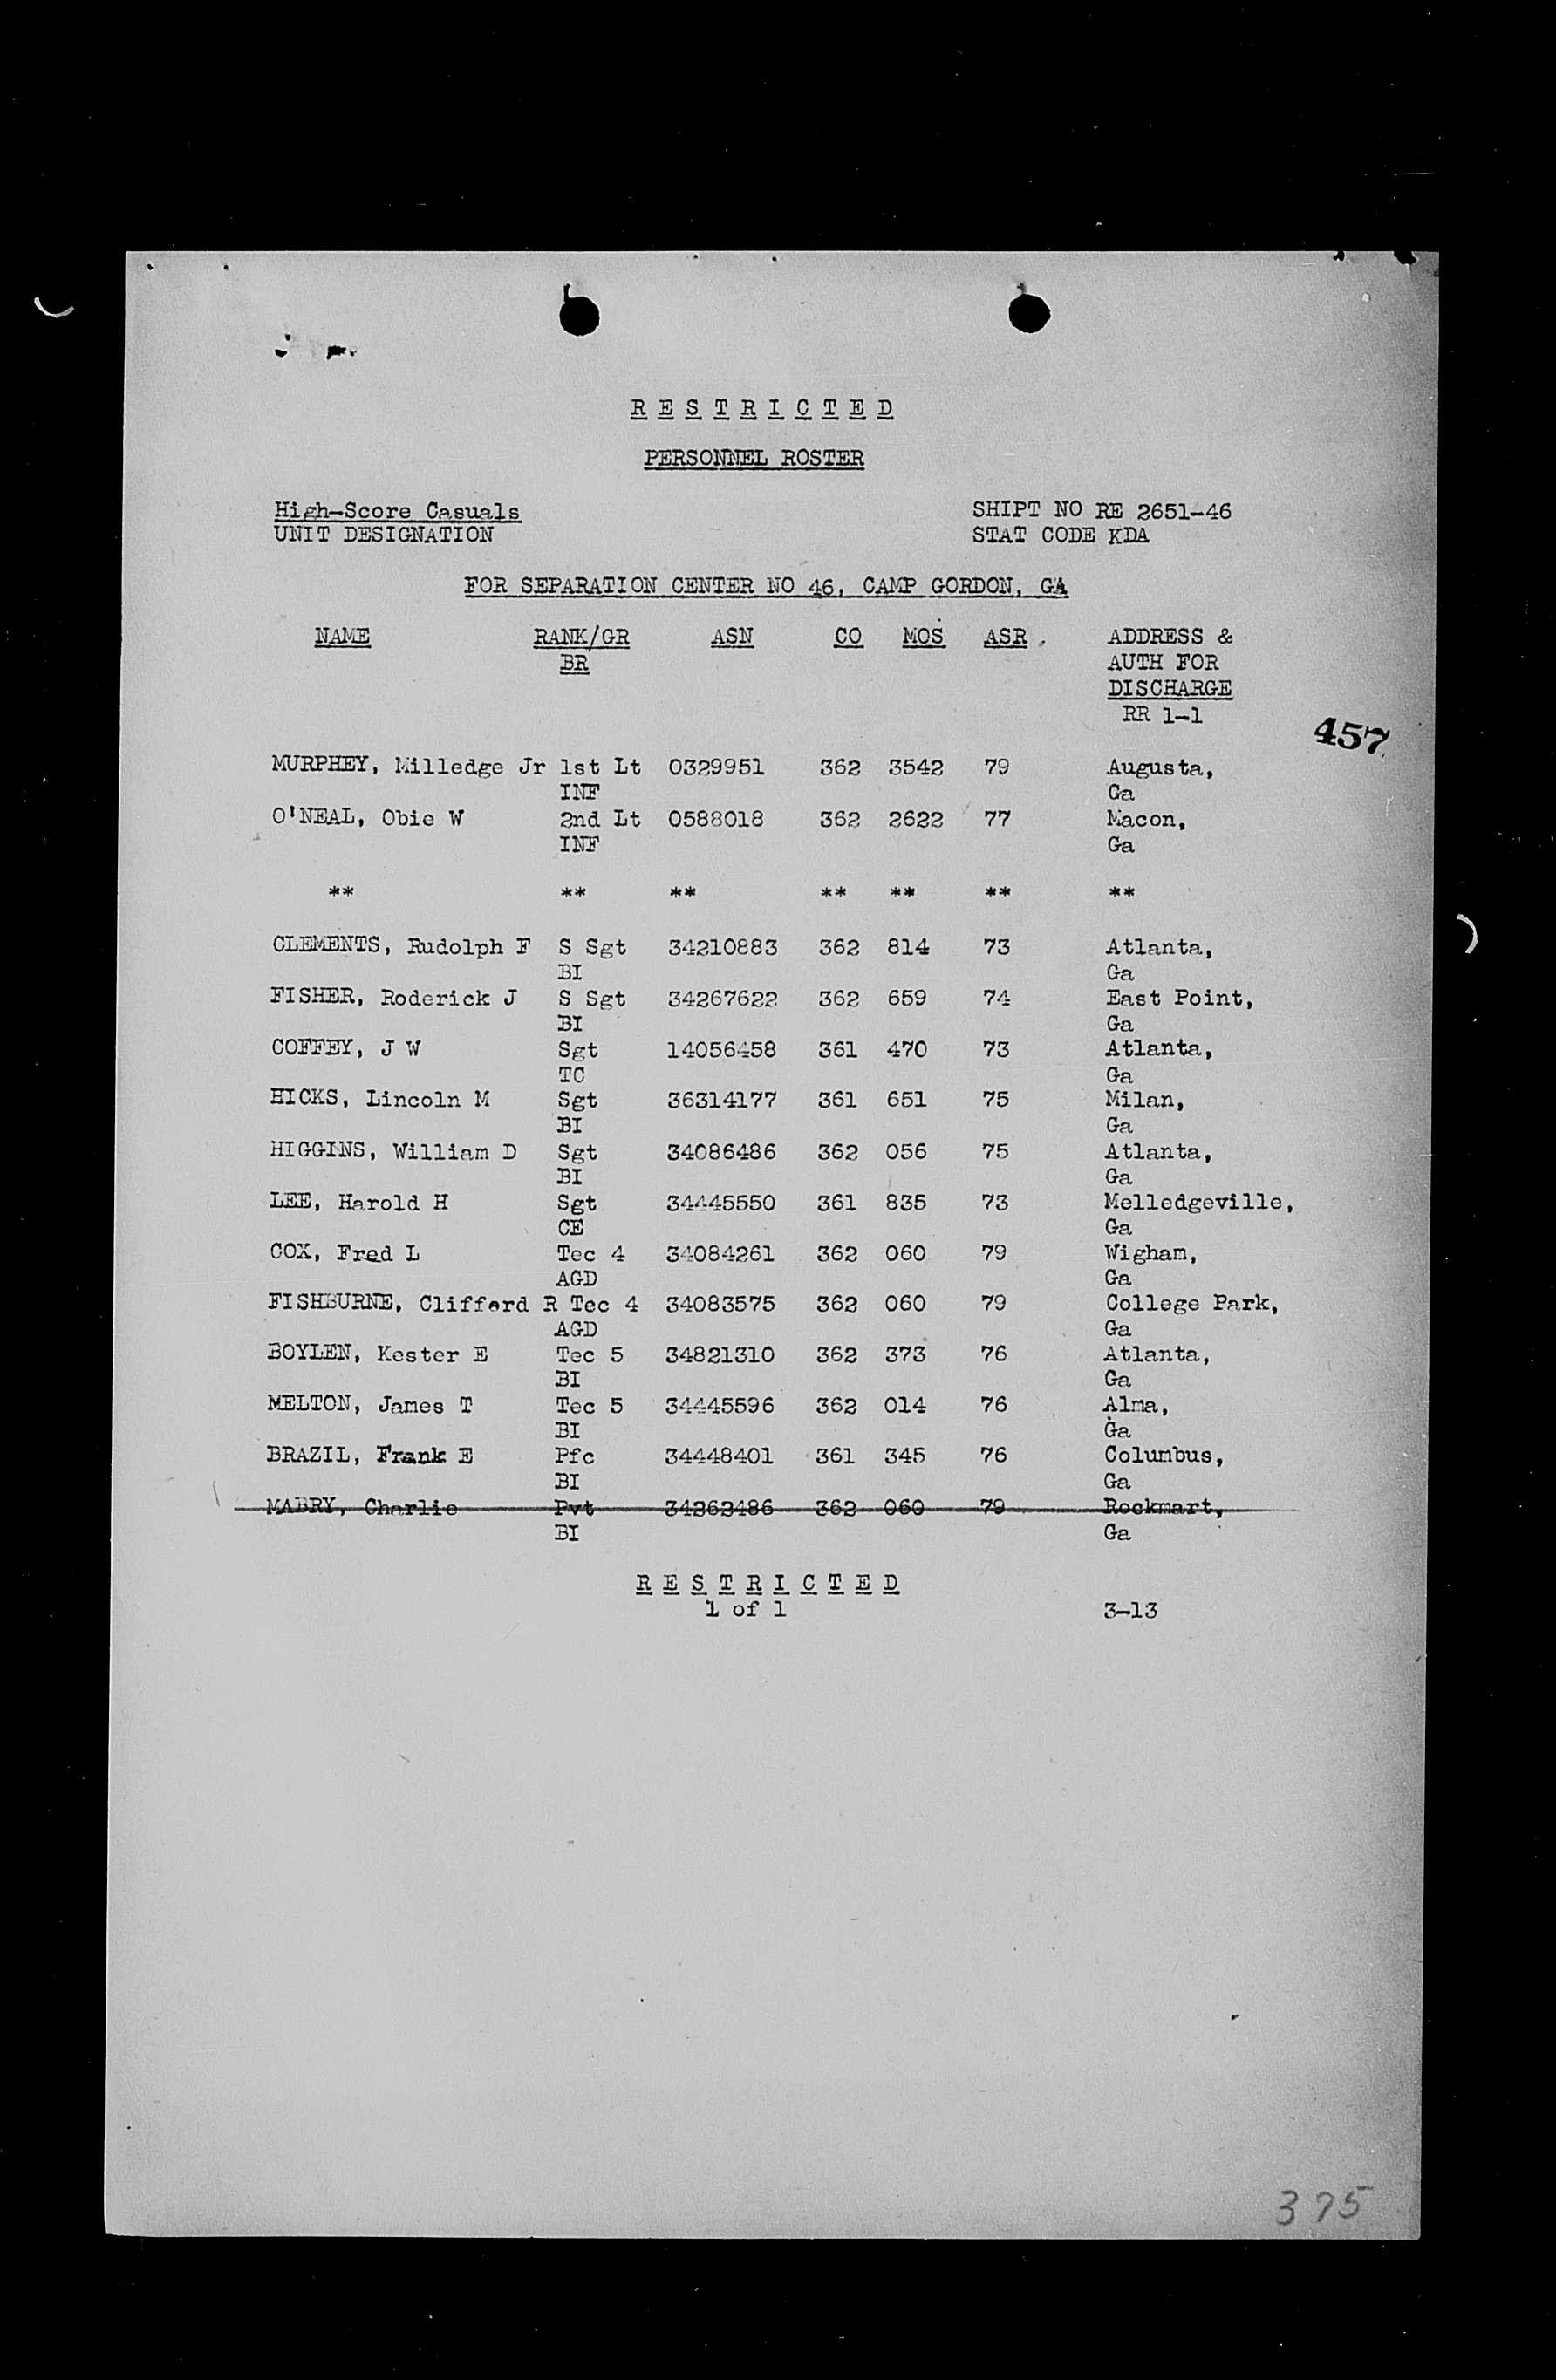 R E S T R I C T E D
PERSONNEL ROSTER
High-Score Casuals SHIPT NO RE 2651-46
UNIT DESIGNATION STAT CODE KDA
FOR SEPARATION CENTER NO 46, CAMP GORDON, GA
NAME RANK/GR ASN CO MOS ASR ADDRESS &
BR AUTH FOR
DISCHARGE
RR 1-1
457
MURPHEY, Milledge Jr 1st Lt 0329951 362 3542 79 Augusta,
INF Ga
O'NEAL, Obie W 2nd Lt 0588018 362 2622 77 Macon,
INF Ga
** ** ** ** ** ** **
CLEMENTS, Rudolph F S Sgt 34210883 362 814 73 Atlanta,
BI Ga
FISHER, Roderick J S Sgt 34267622 362 659 74 East Point,
BI Ga
COFFEY, J W Sgt 14056458 361 470 73 Atlanta,
TC Ga
HICKS, Lincoln M Sgt 36314177 361 651 75 Milan,
BI Ga
HIGGINS, William D Sgt 34086486 362 056 75 Atlanta,
BI Ga
LEE, Harold H Sgt 34445550 361 835 73 Melledgeville,
CE Ga
COX, Fred L Tec 4 34084261 362 060 79 Wigham,
AGD Ga
FISHBURNE, Clifford R Tec 4 34083575 362 060 79 College Park,
AGD Ga
BOYLEN, Kester E Tec 5 34821310 362 373 76 Atlanta,
BI Ga
MELTON, James T Tec 5 34445596 362 014 76 Alma,
BI Ga
BRAZIL, Frank E Pfc 34448401 361 345 76 Columbus,
BI Ga
MABRY, Charlie Pvt 34262486 362 060 79 Rockmart,
BI Ga
R E S T R I C T E D
1 of 1 3-13
375